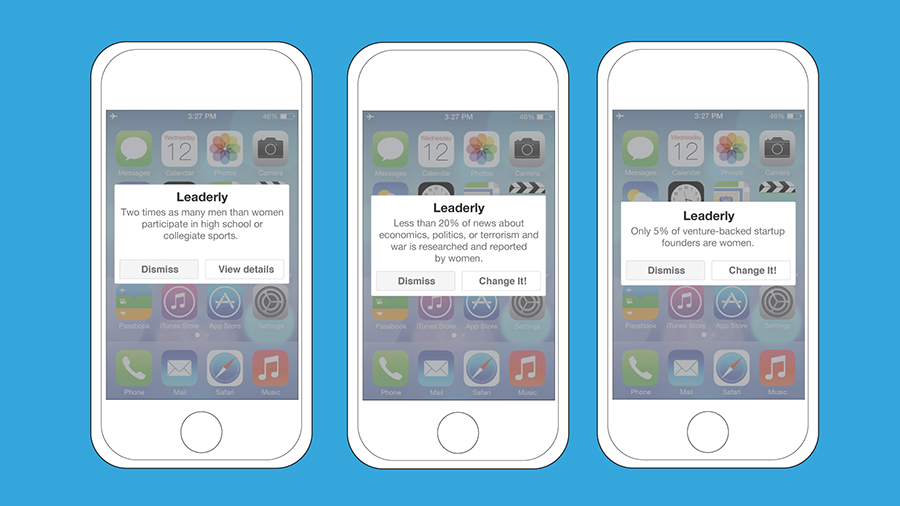 3:27 PM 46%
Wednesday
12
Messages Calendar Photos Camera
Leaderly
Two times as many men than women
participate in high school or
collegiate sports.
Dismiss View details
Passbook iTunes Store App Store Settings
Phone Mail Safari Music
3:27 PM 46%
Wednesday
12
Messages Calendar Photos Camera
Leaderly
Less than 20% of news about
economics, politics, or terrorism and
war is researched and reported
by women.
Dismiss Change It!
Passbook iTunes Store App Store Settings
Phone Mail Safari Music
3:27 PM 46%
Wednesday
12
Messages Calendar Photos Camera
Leaderly
Only 5% of venture-backed startup
founders are women.
Dismiss Change It!
Passbook iTunes Store App Store Settings
Phone Mail Safari Music